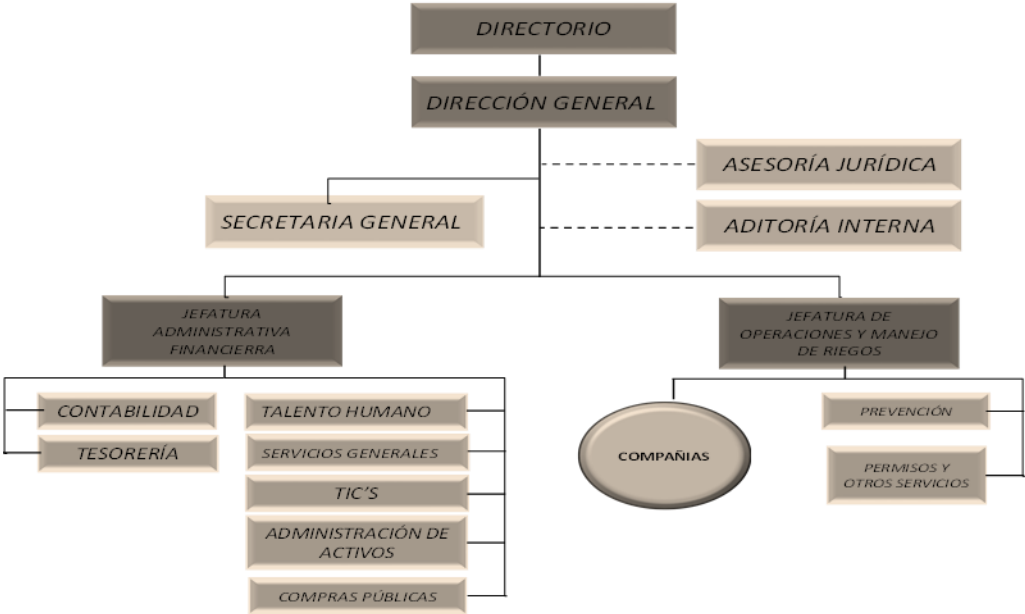 DIRECTORIO
DIRECCIÓN GENERAL
ASESORÍA JURÍDICA
SECRETARIA GENERAL
ADITORÍA INTERNA
JEFATURA
ADMINISTRATIVA
FINANCIERRA
JEFATURA DE
OPERACIONES Y MANEJO
DE RIEGOS
CONTABILIDAD
TESORERÍA
TALENTO HUMANO
SERVICIOS GENERALES
TIC'S
ADMINISTRACIÓN DE
ACTIVOS
COMPRAS PÚBLICAS
COMPAÑIAS
PREVENCIÓN
PERMISOS Y
OTROS SERVICIOS